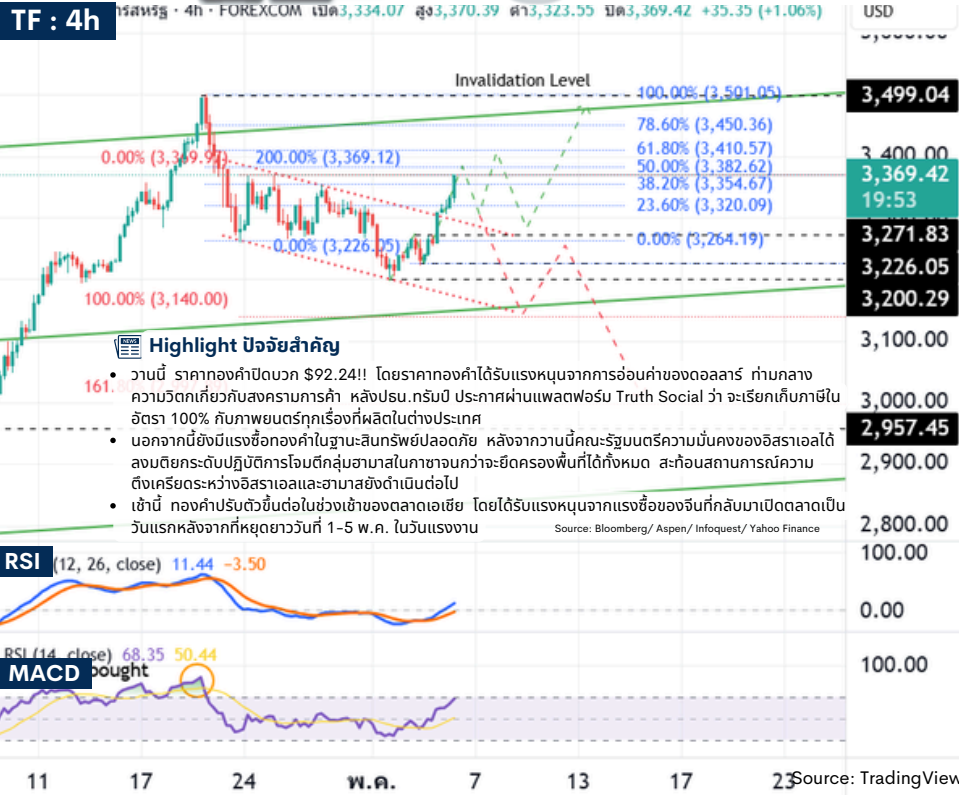 TF : 4h
าร์สหรัฐ · 4h · FOREXCOM เปิด3,334.07 สูง3,370.39 ต่ำ3,323.55 ปิด3,369.42 +35.35 (+1.06%)
USD
Invalidation Level
100.00% (3,501.05)
3,499.04
78.60% (3,450.36)
61.80% (3,410.57)
3,400.00
0.00% (3,369.97)
200.00% (3,369.12)
50.00% (3,382.62)
3,369.42
38.20% (3,354.67)
19:53
23.60% (3,320.09)
3,271.83
0.00% (3,226.05)
0.00% (3,264.19)
3,226.05
100.00% (3,140.00)
3,200.29
3,100.00
Highlight ปัจจัยสำคัญ
• วานนี้ ราคาทองคำปิดบวก $92.24!! โดยราคาทองคำได้รับแรงหนุนจากการอ่อนค่าของดอลลาร์ ท่ามกลาง
ความวิตกเกี่ยวกับสงครามการค้า หลังปธน.ทรัมป์ ประกาศผ่านแพลตฟอร์ม Truth Social ว่า จะเรียกเก็บภาษีใน
อัตรา 100% กับภาพยนตร์ทุกเรื่องที่ผลิตในต่างประเทศ
3,000.00
• นอกจากนี้ยังมีแรงซื้อทองคำในฐานะสินทรัพย์ปลอดภัย หลังจากวานนี้คณะรัฐมนตรีความมั่นคงของอิสราเอลได้
ลงมติยกระดับปฏิบัติการโจมตีกลุ่มฮามาสในกาซาจนกว่าจะยึดครองพื้นที่ได้ทั้งหมด สะท้อนสถานการณ์ความ
ตึงเครียดระหว่างอิสราเอลและฮามาสยังดำเนินต่อไป
2,957.45
2,900.00
• เช้านี้ ทองคำปรับตัวขึ้นต่อในช่วงเช้าของตลาดเอเชีย โดยได้รับแรงหนุนจากแรงซื้อของจีนที่กลับมาเปิดตลาดเป็น
วันแรกหลังจากที่หยุดยาววันที่ 1-5 พ.ค. ในวันแรงงาน
Source: Bloomberg/ Aspen/ Infoquest/ Yahoo Finance
2,800.00
RSI
(12, 26, close) 11.44 −3.50
100.00
0.00
RSI (14, close) 68.35 50.44
MACD
bought
100.00
11 17 24 พ.ค. 7 13 17 23
Source: TradingView